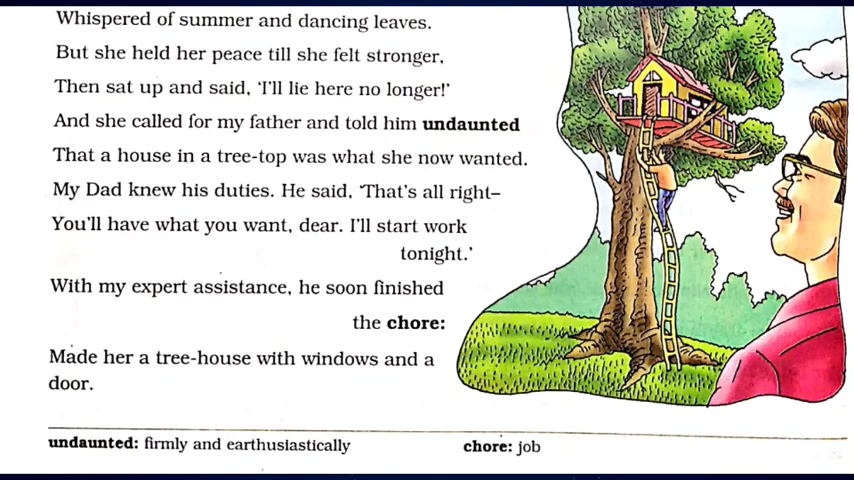 Whispered of summer and dancing leaves.
But she held her peace till she felt stronger,
Then sat up and said, 'I'll lie here no longer!'
And she called for my father and told him undaunted
That a house in a tree-top was what she now wanted.
My Dad knew his duties. He said, 'That's all right–
You'll have what you want, dear. I'll start work
tonight.'
With my expert assistance, he soon finished
the chore:
Made her a tree-house with windows and a
door.
undaunted: firmly and earthusiastically
chore: job